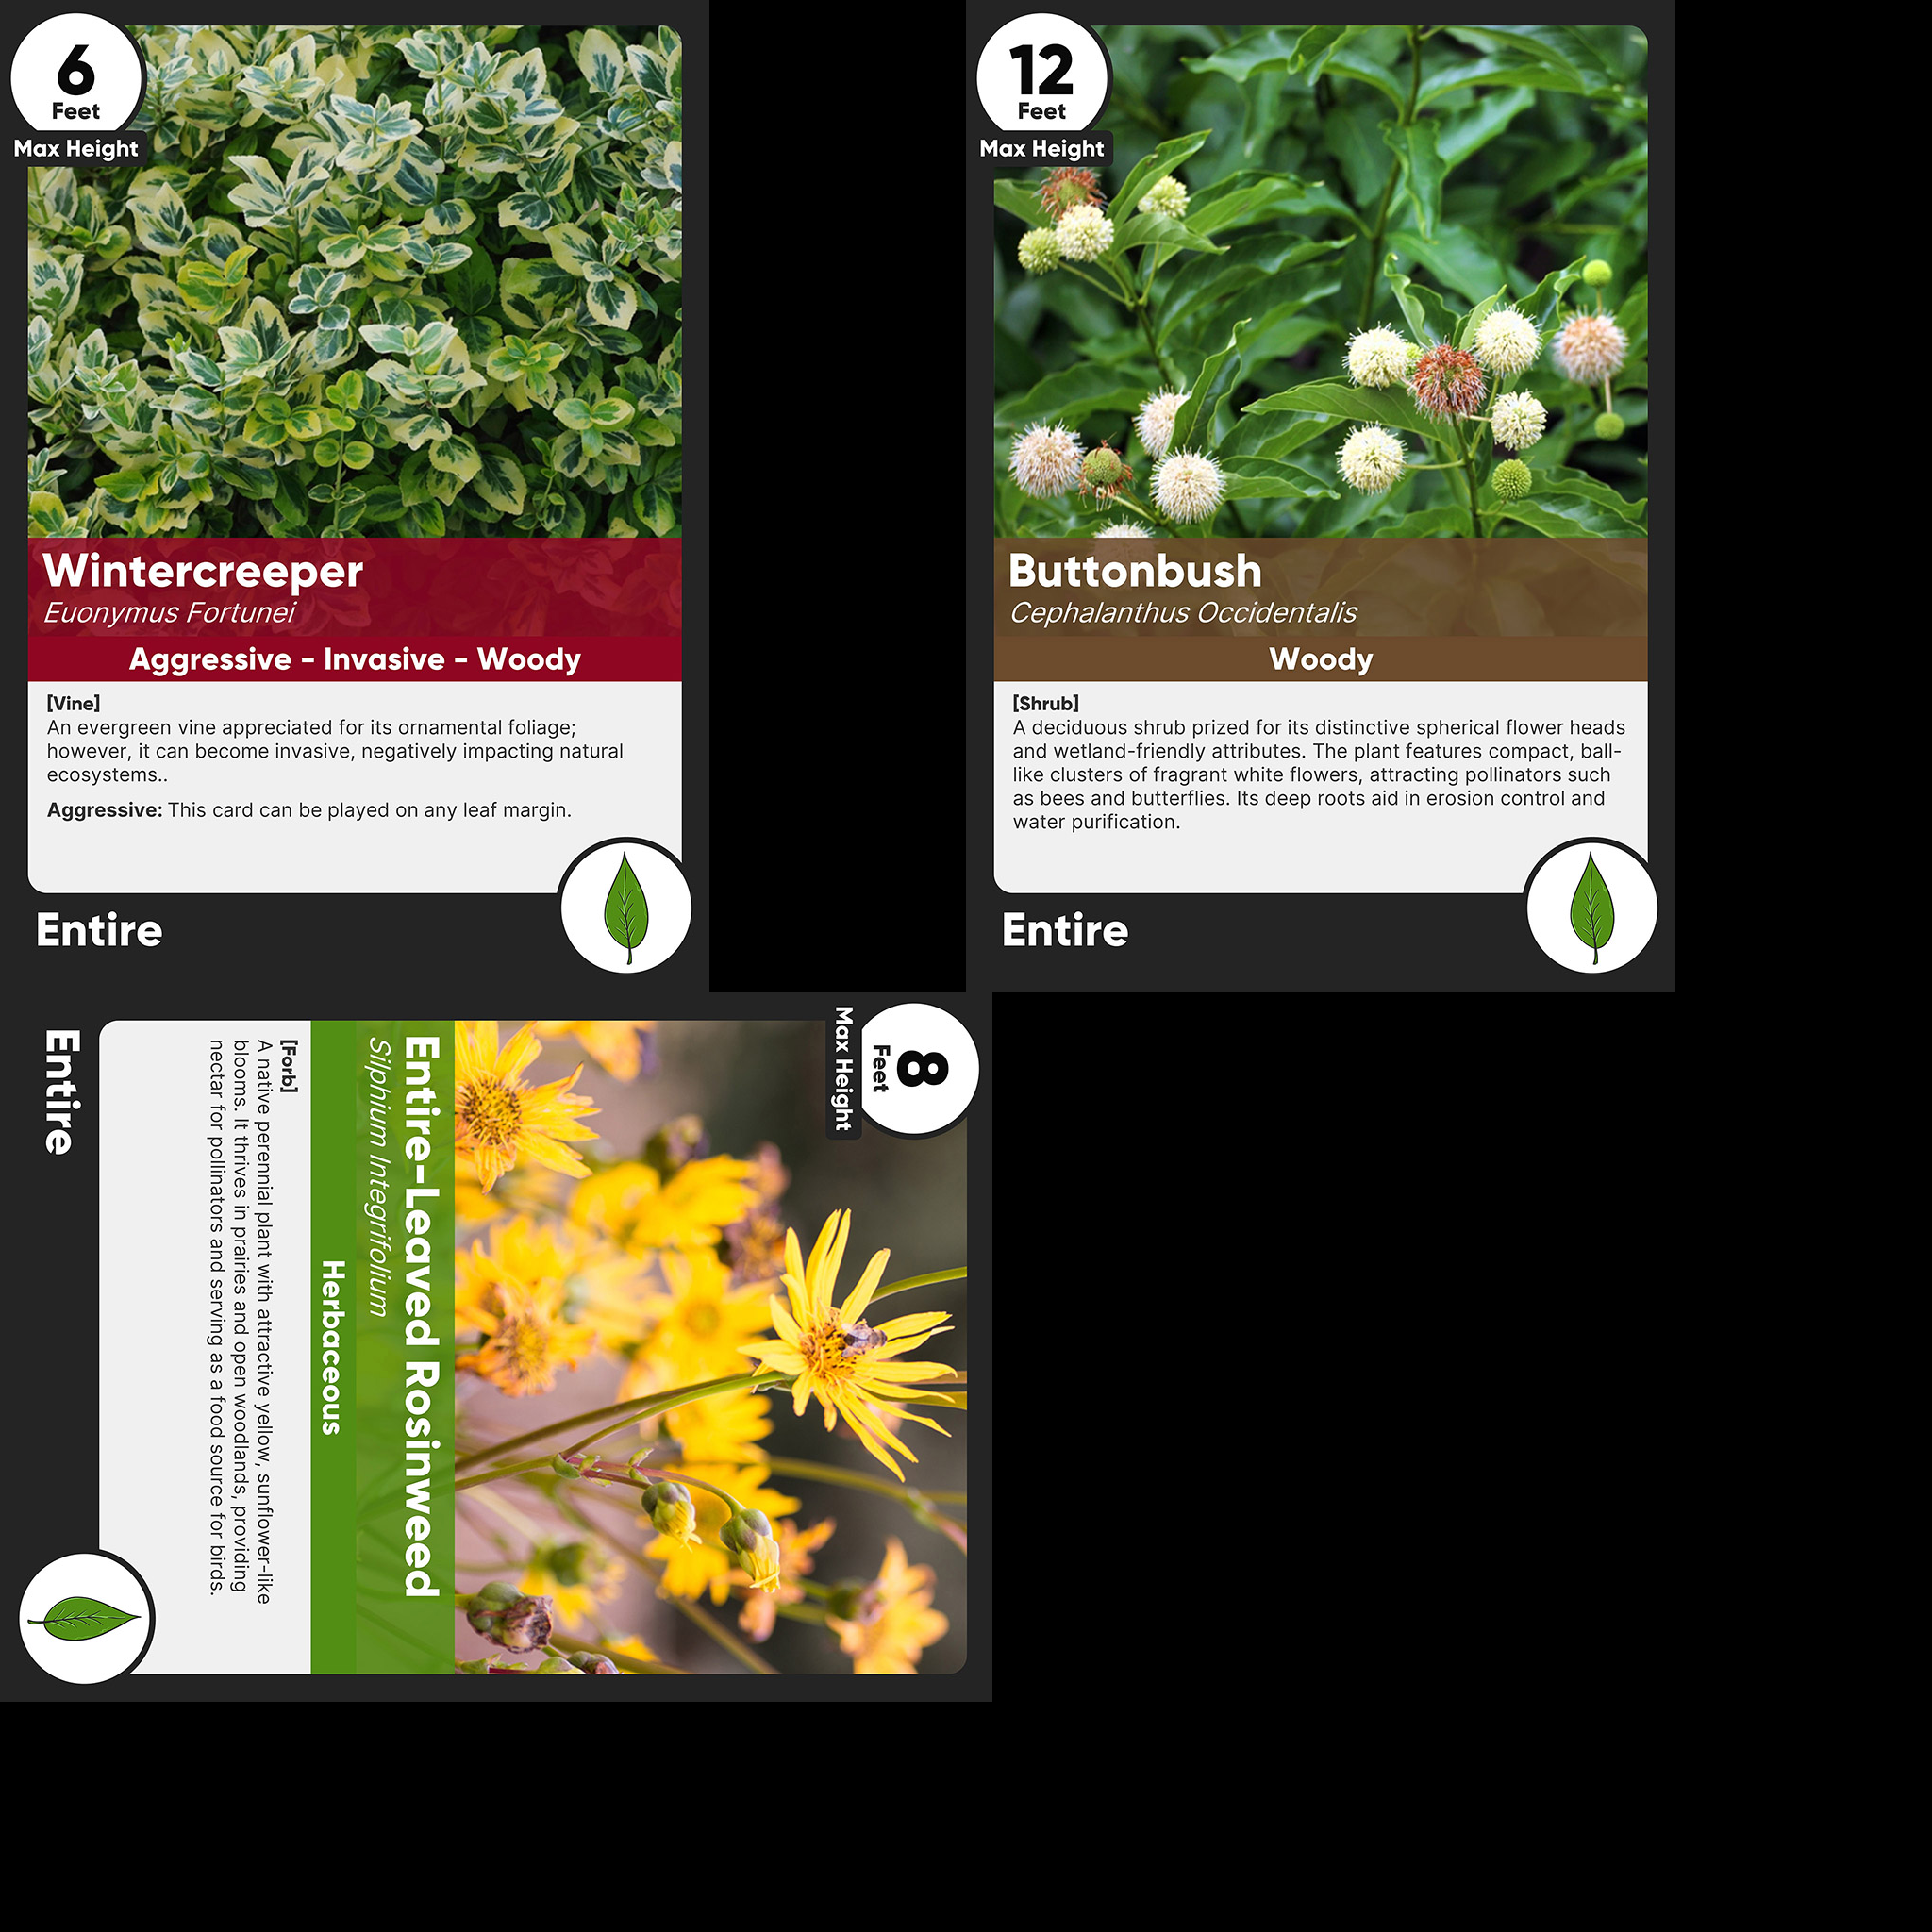 6
Feet
Max Height
Wintercreeper
Euonymus Fortunei
Aggressive - Invasive - Woody
[Vine]
An evergreen vine appreciated for its ornamental foliage;
however, it can become invasive, negatively impacting natural
ecosystems..
Aggressive: This card can be played on any leaf margin.
Entire
12
Feet
Max Height
Buttonbush
Cephalanthus Occidentalis
Woody
[Shrub]
A deciduous shrub prized for its distinctive spherical flower heads
and wetland-friendly attributes. The plant features compact, ball-
like clusters of fragrant white flowers, attracting pollinators such
as bees and butterflies. Its deep roots aid in erosion control and
water purification.
Entire
8
Feet
Max Height
Entire-Leaved Rosinweed
Silphium Integrifolium
Herbaceous
[Forb]
A native perennial plant with attractive yellow, sunflower-like
blooms. It thrives in prairies and open woodlands, providing
nectar for pollinators and serving as a food source for birds.
Entire